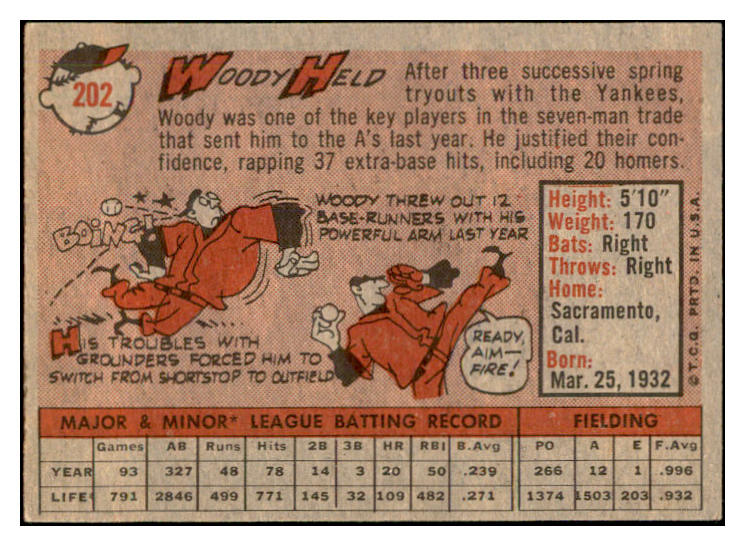 202
WOODY HELD
After three successive spring
tryouts with the Yankees,
Woody was one of the key players in the seven-man trade
that sent him to the A's last year. He justified their con-
fidence, rapping 37 extra-base hits, including 20 homers.
BOING!
WOODY THREW OUT 12
BASE-RUNNERS WITH HIS
POWERFUL ARM LAST YEAR
HIS TROUBLES WITH
GROUNDERS FORCED HIM TO
SWITCH FROM SHORTSTOP TO OUTFIELD
READY,
AIM—
FIRE!
Height: 5'10"
Weight: 170
Bats: Right
Throws: Right
Home:
Sacramento,
Cal.
Born:
Mar. 25, 1932
© T.C.G. PRTD. IN U.S.A.
MAJOR & MINOR* LEAGUE BATTING RECORD FIELDING
Games AB Runs Hits 2B 3B HR RBI B.Avg PO A E F.Avg
YEAR 93 327 48 78 14 3 20 50 .239 266 12 1 .996
LIFE* 791 2846 499 771 145 32 109 482 .271 1374 1503 203 .932